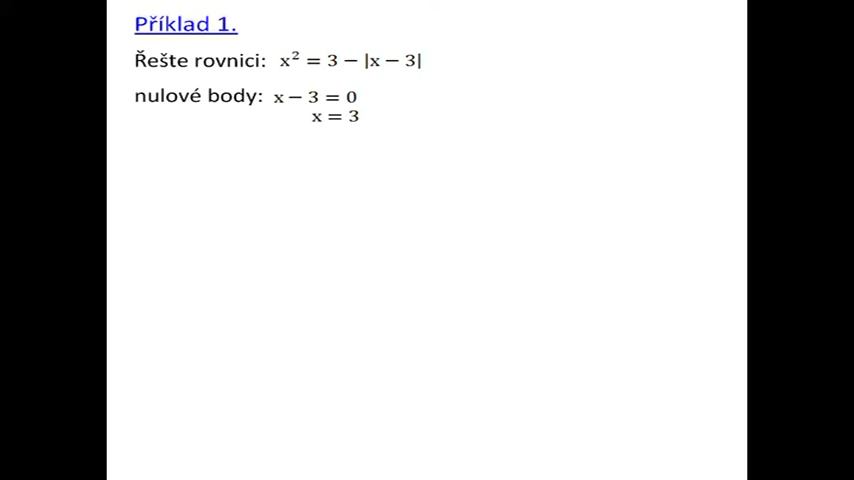 Příklad 1.
Řešte rovnici: x² = 3 − |x − 3|
nulové body: x − 3 = 0
x = 3